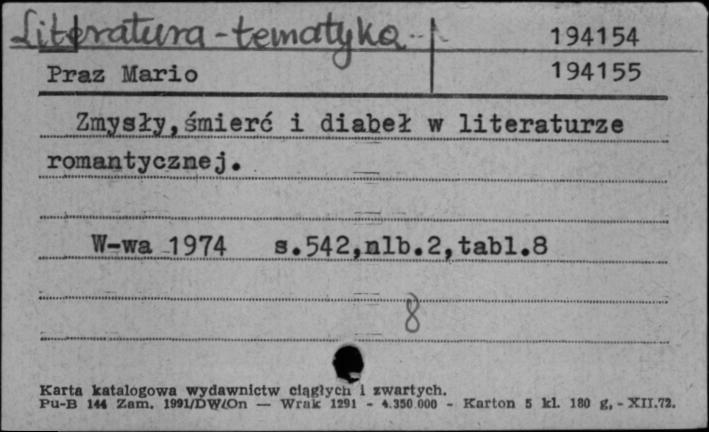 Literatura - tematyka
194154
Praz Mario
194155
Zmysły,śmierć i diabeł w literaturze
romantycznej.
W-wa 1974 s.542,nlb.2,tabl.8
8
Karta katalogowa wydawnictw ciągłych i zwartych.
Pu-B 144 Zam. 1991/DW/On — Wrak 1291 - 4.350 000 - Karton 5 kl. 180 g, - XII.72.